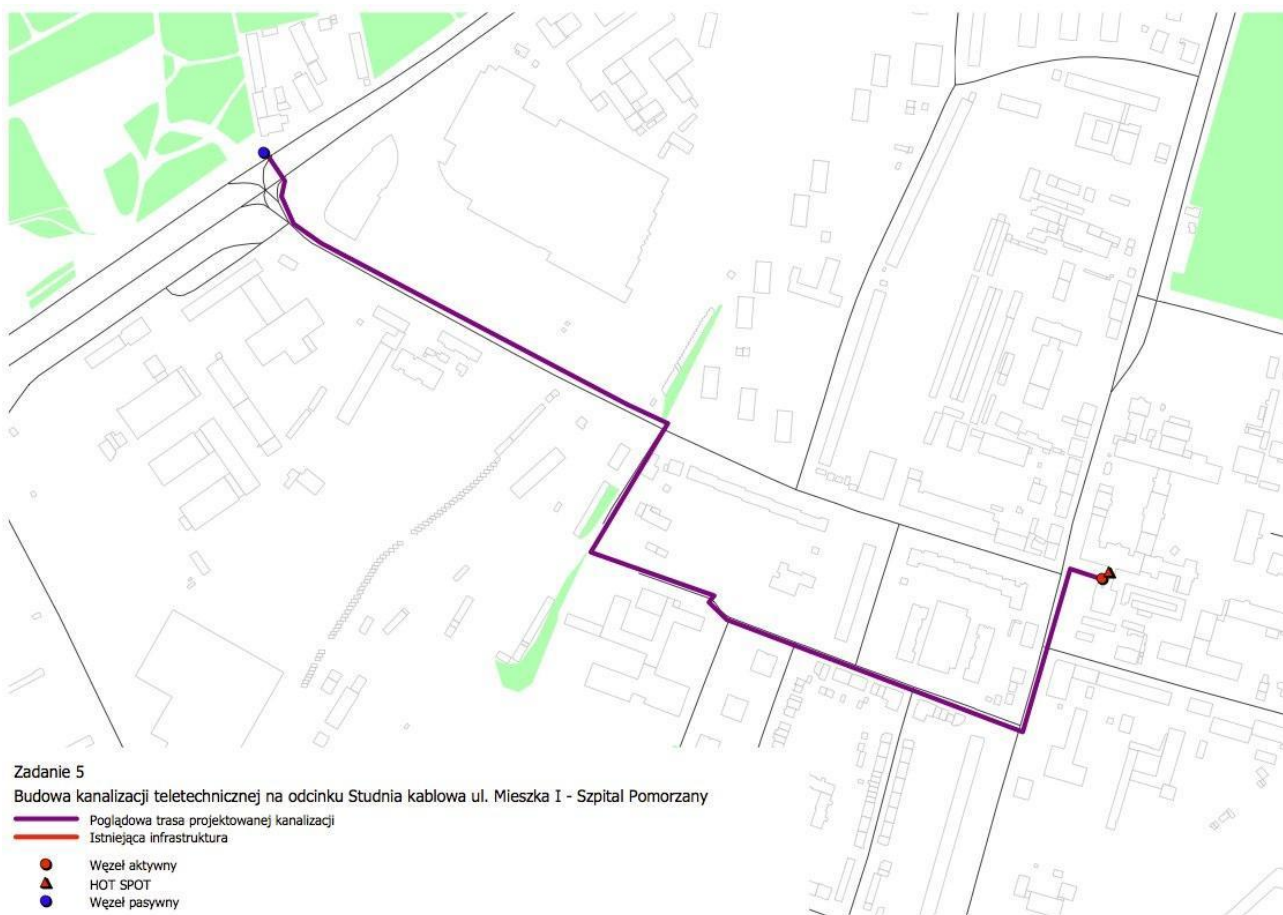 Zadanie 5
Budowa kanalizacji teletechnicznej na odcinku Studnia kablowa ul. Mieszka I - Szpital Pomorzany
Poglądowa trasa projektowanej kanalizacji
Istniejąca infrastruktura
Węzeł aktywny
HOT SPOT
Węzeł pasywny